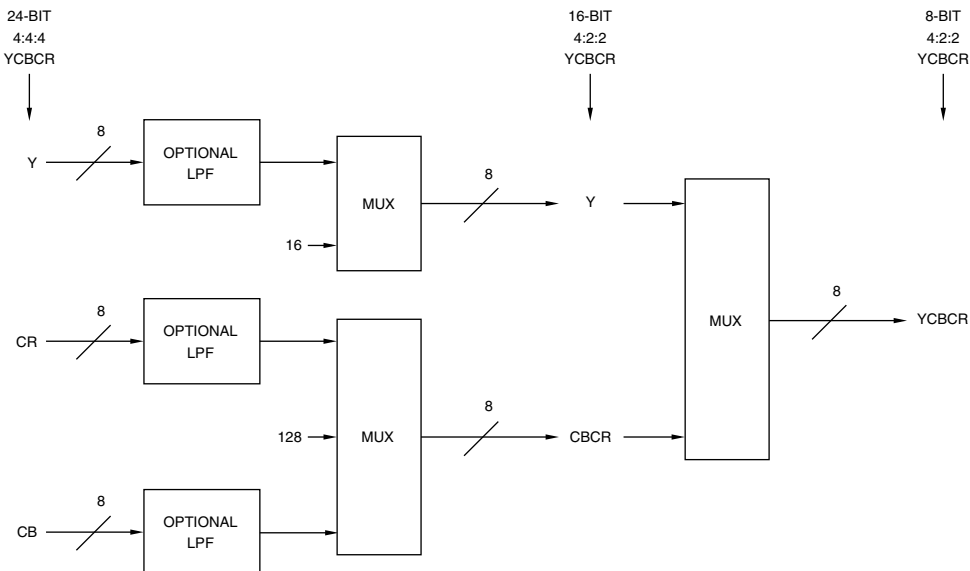 24-BIT
4:4:4
YCBCR
16-BIT
4:2:2
YCBCR
8-BIT
4:2:2
YCBCR
8
Y
OPTIONAL
LPF
MUX
16
8
Y
8
CR
OPTIONAL
LPF
128
MUX
8
CBCR
8
CB
OPTIONAL
LPF
MUX
8
YCBCR